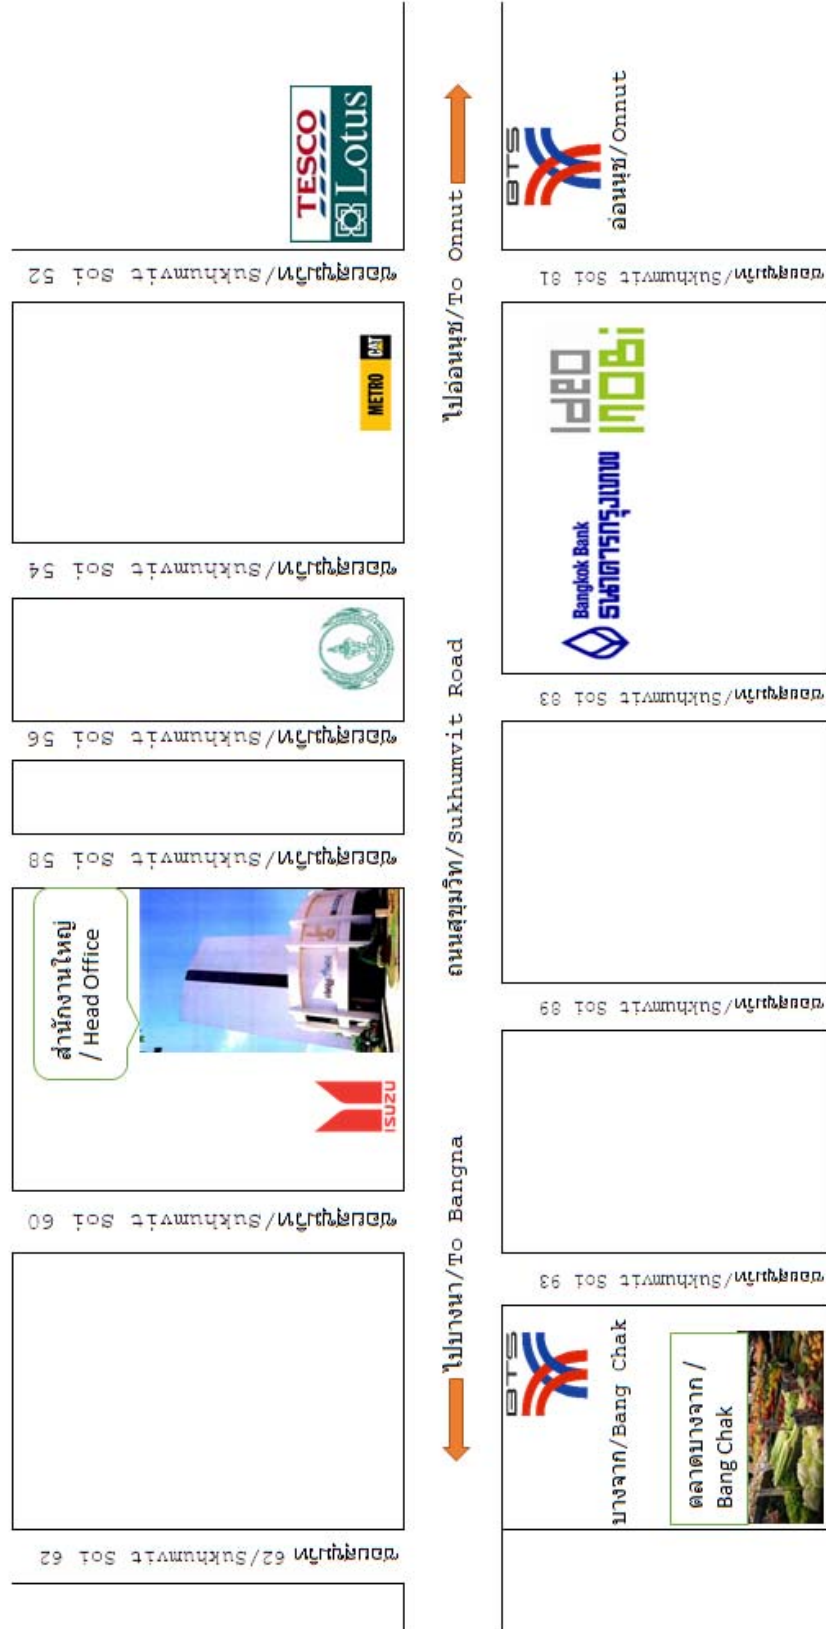 TESCO
Lotus
ซอยสุขุมวิท/Sukhumvit Soi 52
METRO CAT
ซอยสุขุมวิท/Sukhumvit Soi 54
ซอยสุขุมวิท/Sukhumvit Soi 56
ซอยสุขุมวิท/Sukhumvit Soi 58
สำนักงานใหญ่
/ Head Office
ISUZU
ซอยสุขุมวิท/Sukhumvit Soi 60
ซอยสุขุมวิท 62/Sukhumvit Soi 62
ไปอ่อนนุช/To Onnut
ถนนสุขุมวิท/Sukhumvit Road
ไปบางนา/To Bangna
BTS
อ่อนนุช/Onnut
ซอยสุขุมวิท/Sukhumvit Soi 81
ideo
mobi
Bangkok Bank
ธนาคารกรุงเทพ
ซอยสุขุมวิท/Sukhumvit Soi 83
ซอยสุขุมวิท/Sukhumvit Soi 89
ซอยสุขุมวิท/Sukhumvit Soi 93
BTS
บางจาก/Bang Chak
ตลาดบางจาก /
Bang Chak